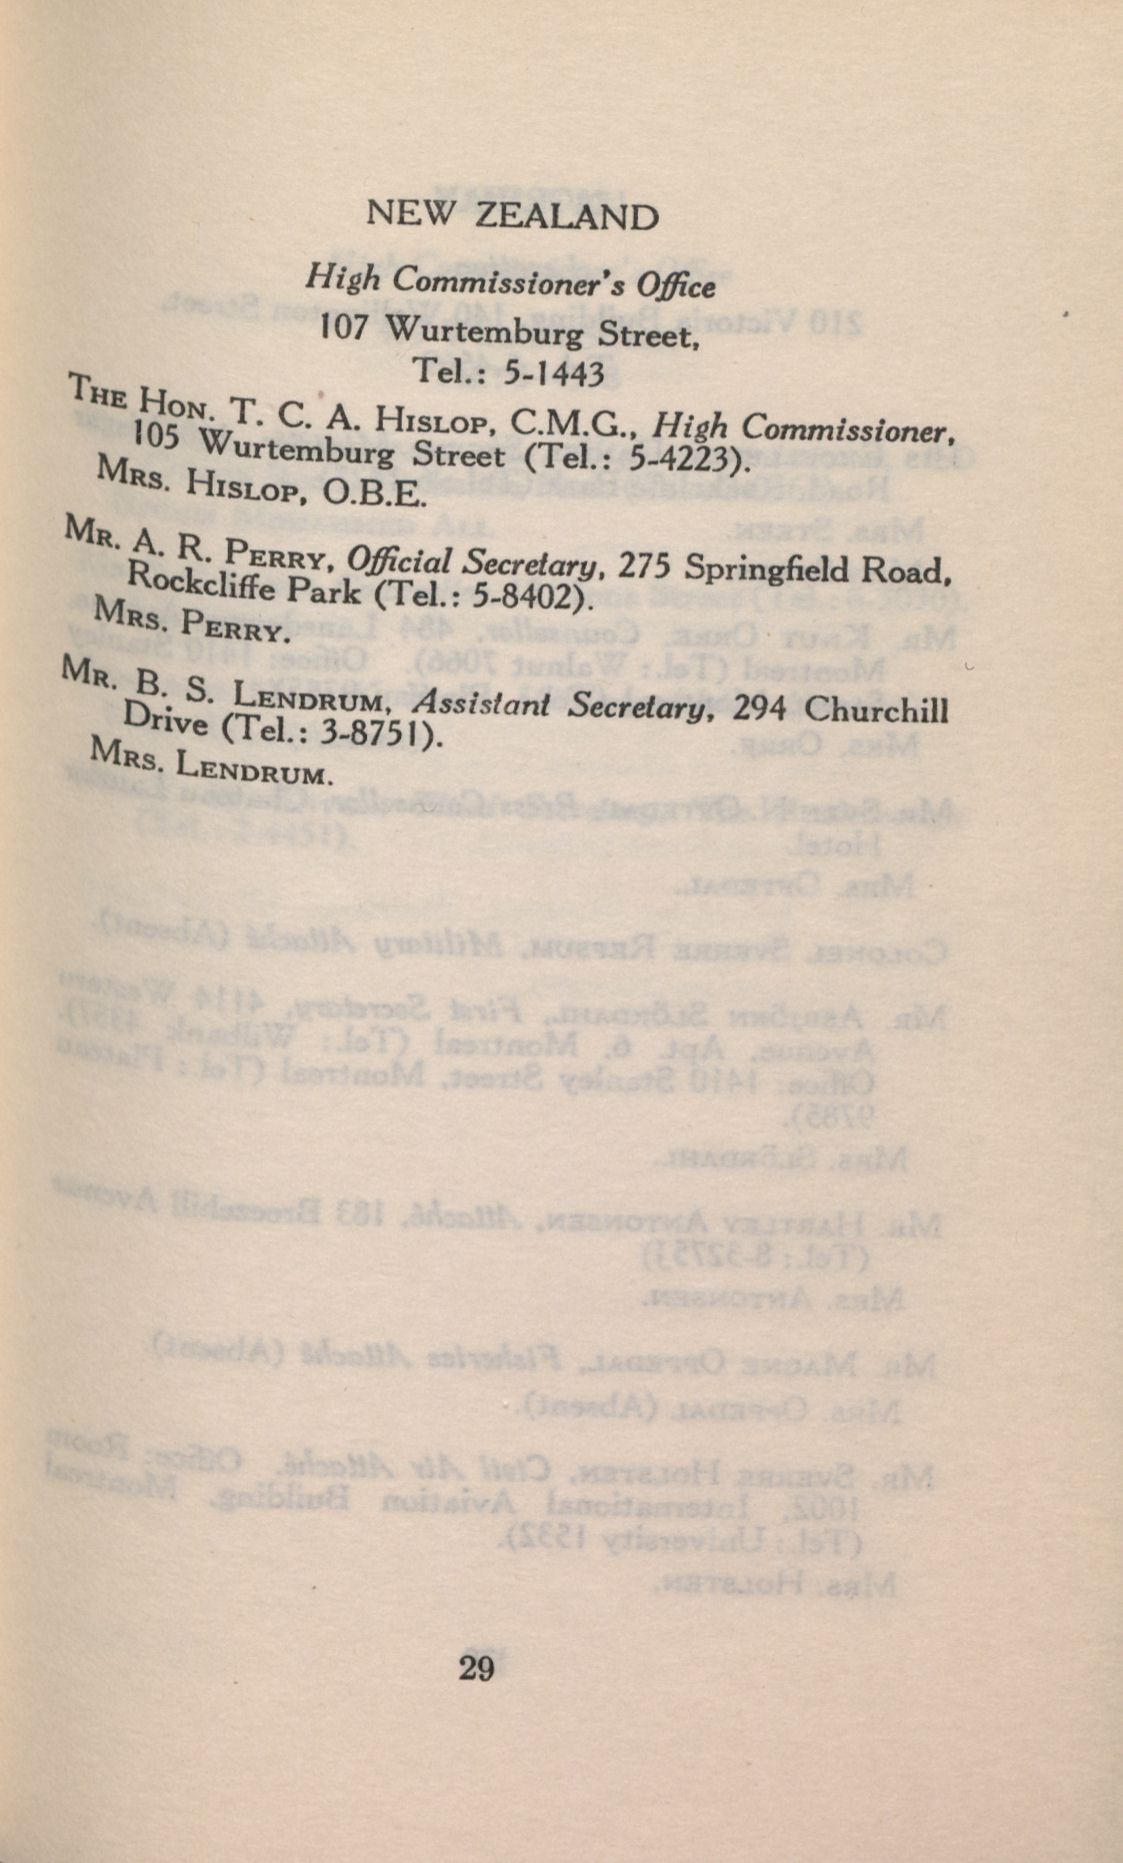 NEW ZEALAND
High Commissioner's Office
107 Wurtemburg Street,
Tel.: 5-1443
THE HON. T. C. A. HISLOP, C.M.G., High Commissioner,
105 Wurtemburg Street (Tel.: 5-4223).
MRS. HISLOP, O.B.E.
MR. A. R. PERRY, Official Secretary, 275 Springfield Road,
Rockcliffe Park (Tel.: 5-8402).
MRS. PERRY.
MR. B. S. LENDRUM, Assistant Secretary, 294 Churchill
Drive (Tel.: 3-8751).
MRS. LENDRUM.
29